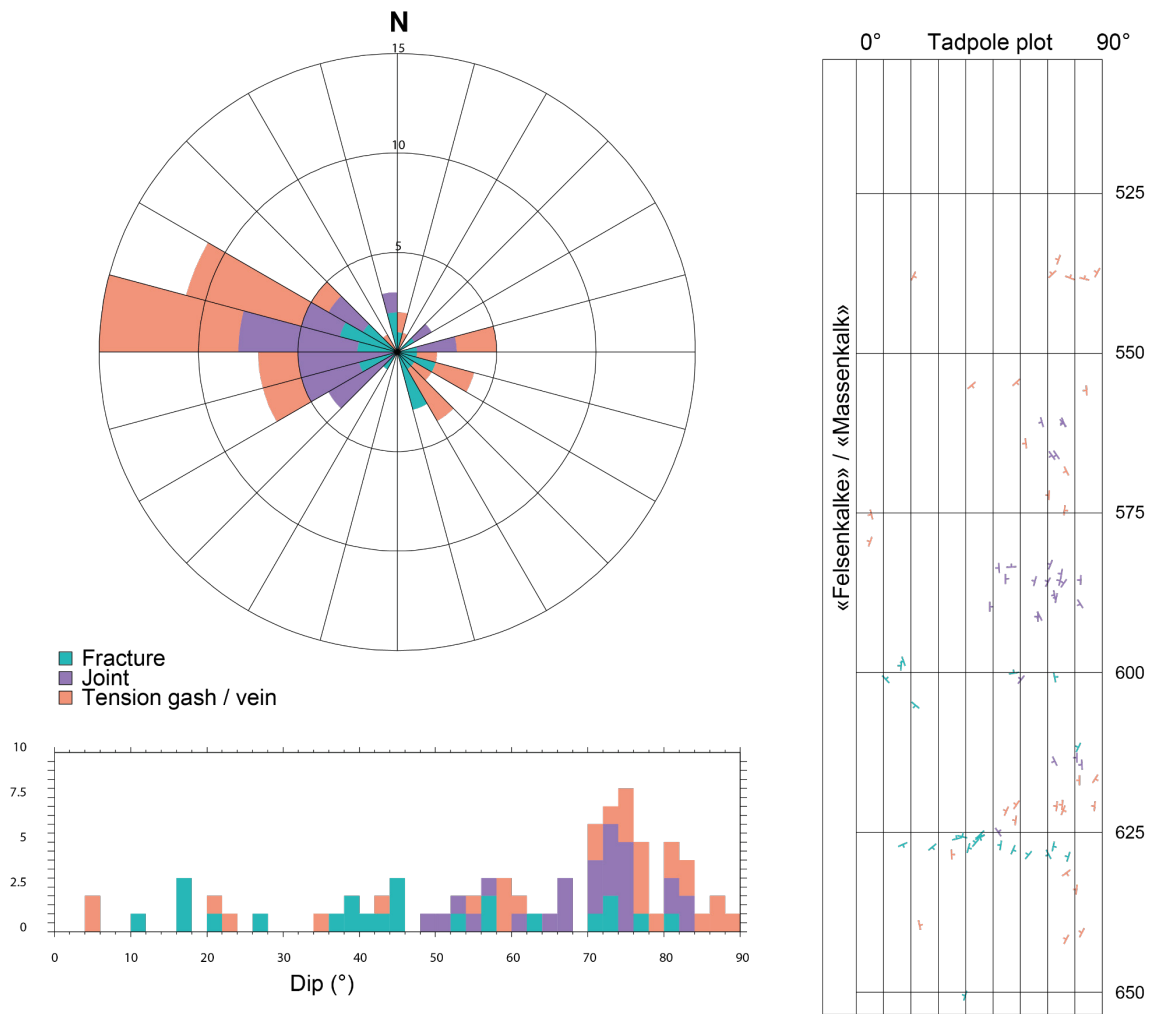 N
15
10
5
Fracture
Joint
Tension gash / vein
10
7.5
5
2.5
0
0 10 20 30 40 50 60 70 80 90
Dip (°)
0° Tadpole plot 90°
«Felsenkalke» / «Massenkalk»
525
550
575
600
625
650